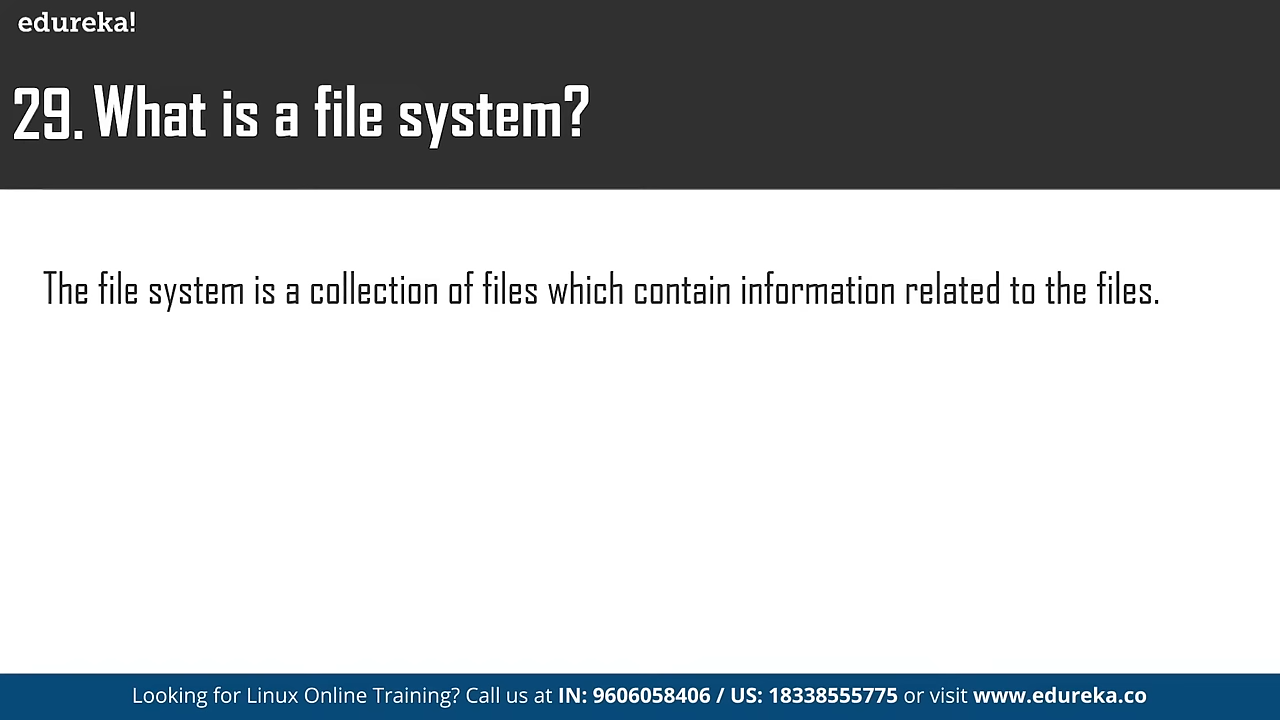 edureka!
29. What is a file system?
The file system is a collection of files which contain information related to the files.
Looking for Linux Online Training? Call us at IN: 9606058406 / US: 18338555775 or visit www.edureka.co